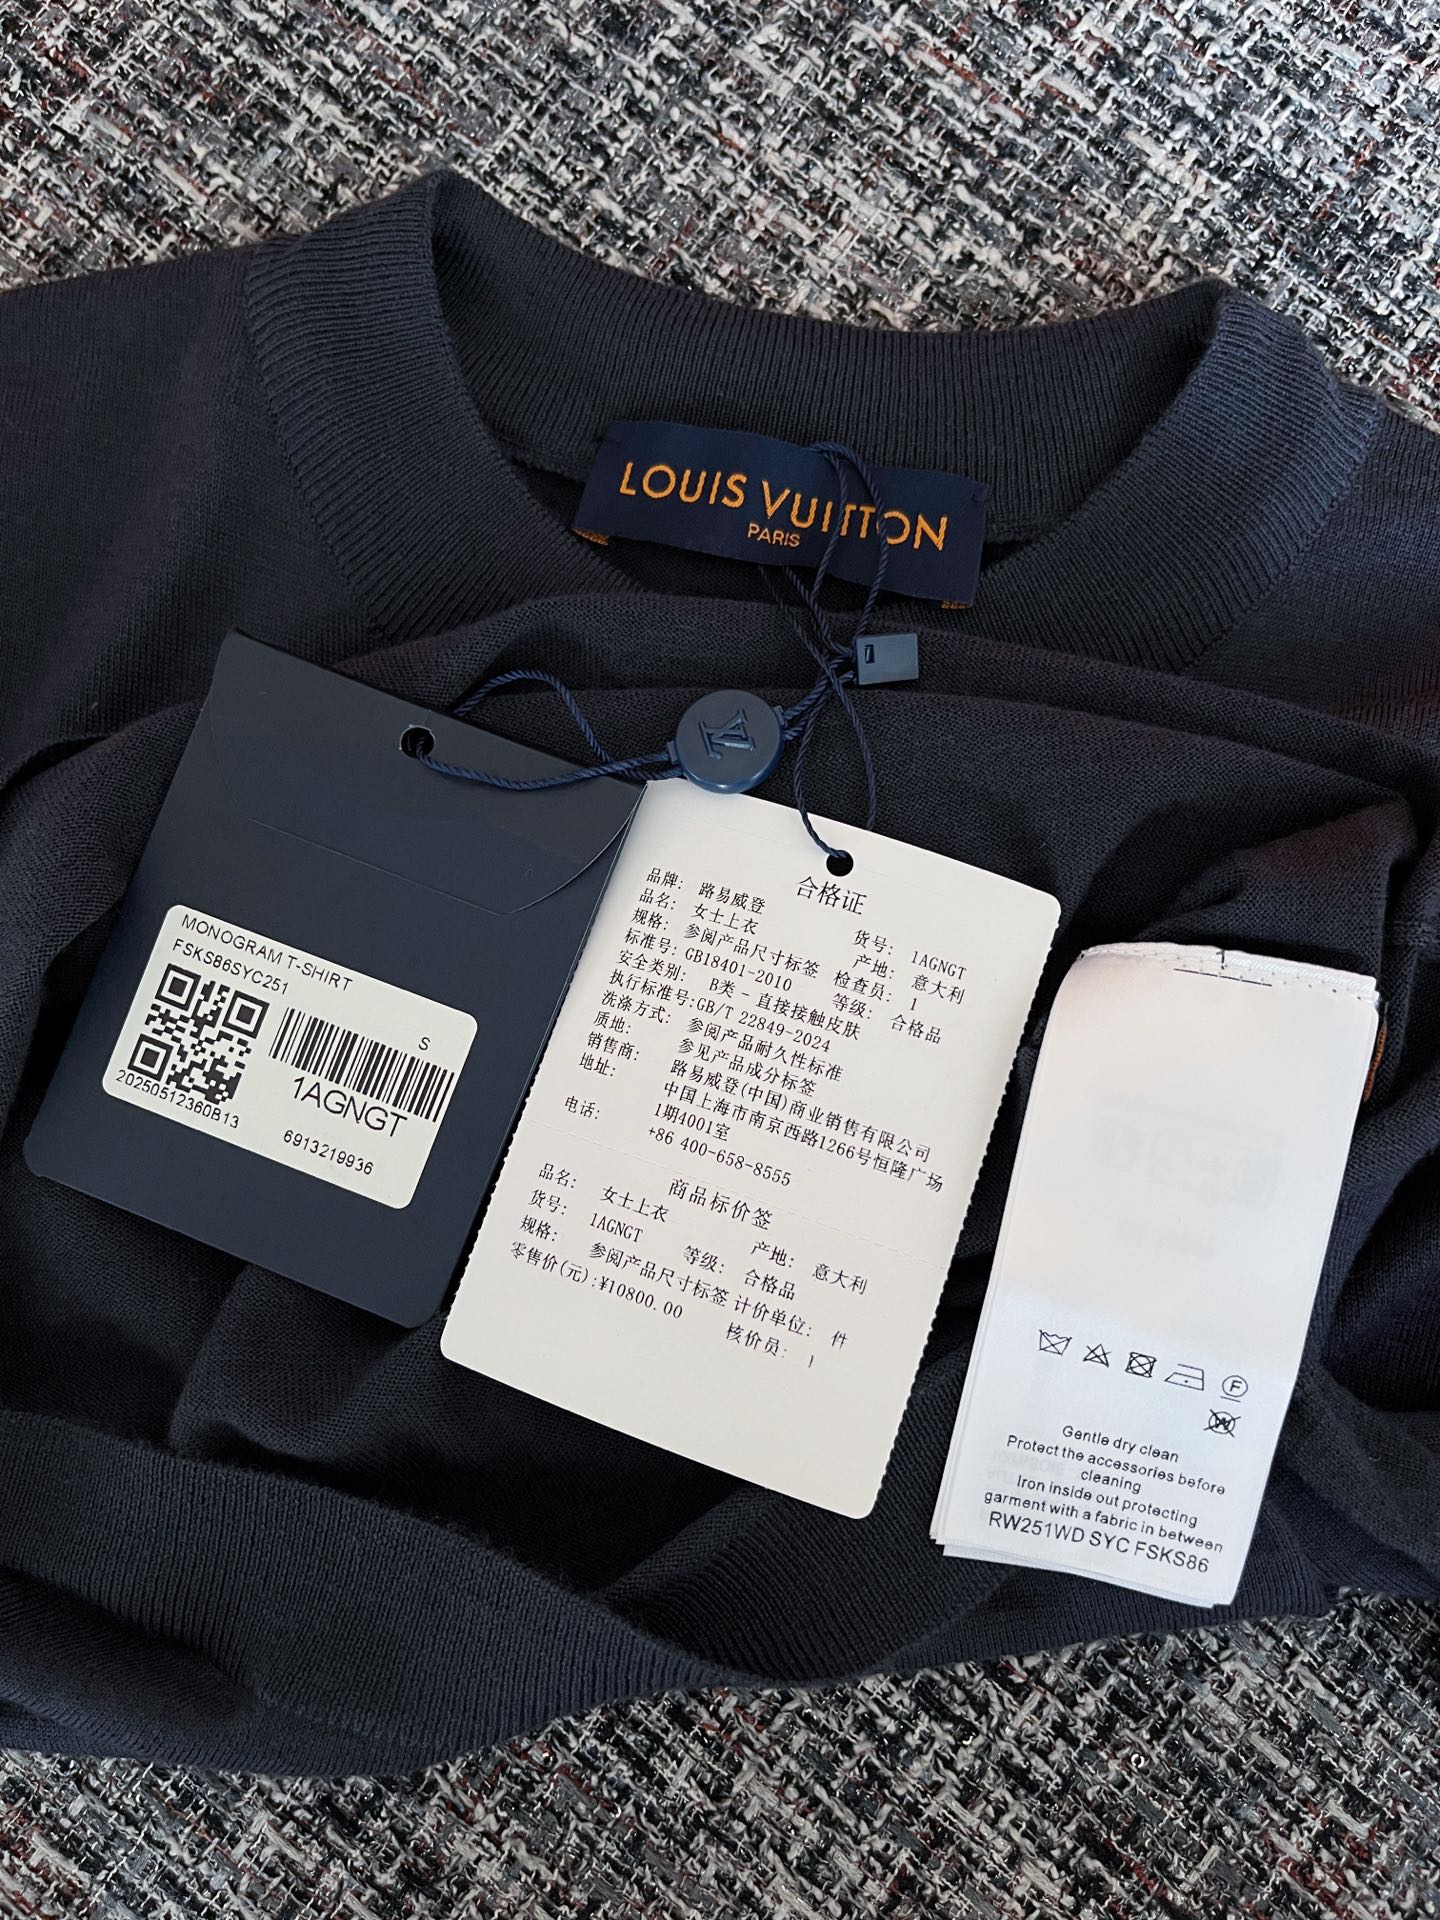 LOUIS VUITTON
PARIS
MONOGRAM T-SHIRT
FSKS86SYC251
S
1AGNGT
20250512360B13
6913219936
合格证
品牌: 路易威登 货号: 1AGNGT
品名: 女士上衣 产地: 意大利
规格: 参阅产品尺寸标签 检查员: 1
标准号: GB18401-2010 等级: 合格品
安全类别: B类 - 直接接触皮肤
执行标准号:GB/T 22849-2024
洗涤方式: 参阅产品耐久性标准
质地: 参见产品成分标签
销售商: 路易威登(中国)商业销售有限公司
地址: 中国上海市南京西路1266号恒隆广场
1期4001室
电话: +86 400-658-8555
商品标价签
品名: 女士上衣 产地: 意大利
货号: 1AGNGT 等级: 合格品
规格: 参阅产品尺寸标签 计价单位: 件
零售价(元):¥10800.00 核价员: 1
F
W
Gentle dry clean
Protect the accessories before
cleaning
Iron inside out protecting
garment with a fabric in between
RW251WD SYC FSKS86